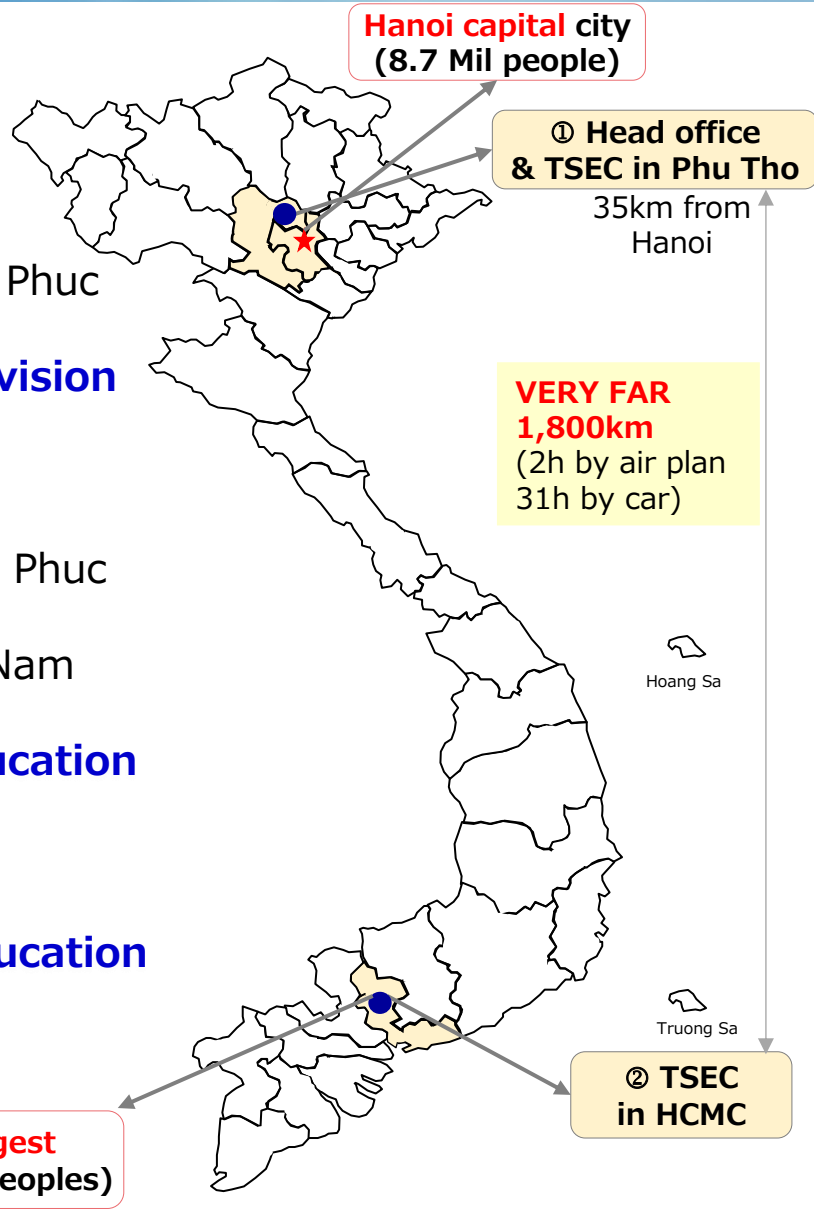 Hanoi capital city
(8.7 Mil people)
① Head office
& TSEC in Phu Tho
35km from
Hanoi
Phuc
vision
VERY FAR
1,800km
(2h by air plan
31h by car)
Phuc
Nam
Hoang Sa
ucation
ucation
Truong Sa
② TSEC
in HCMC
gest
eoples)